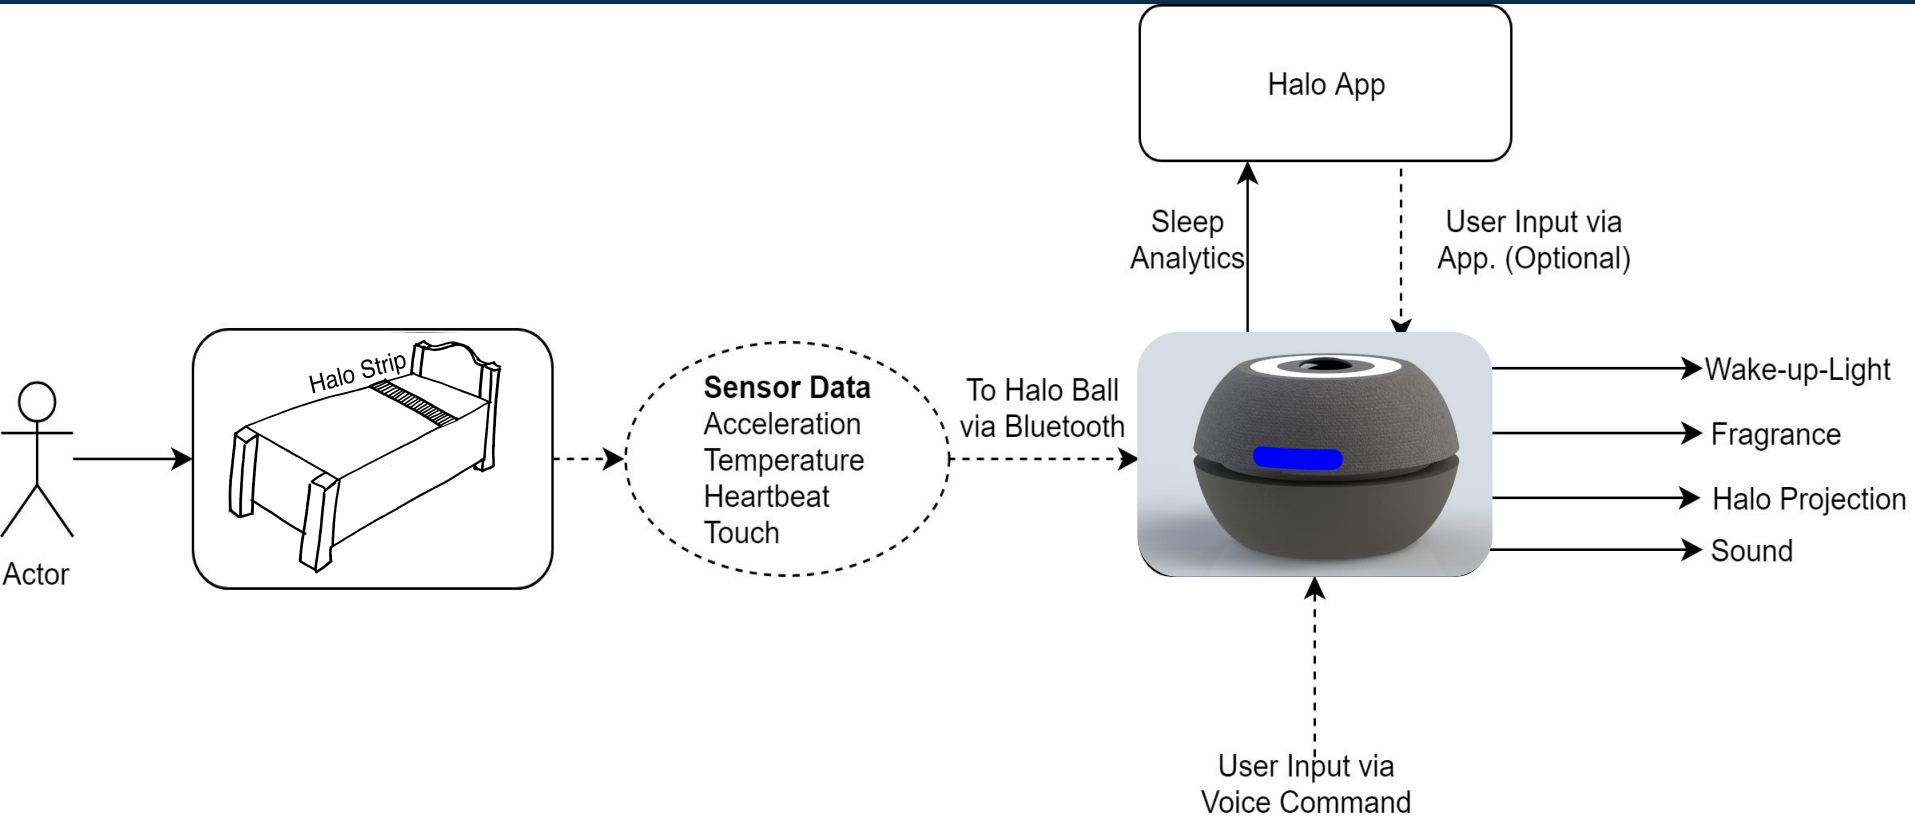 Halo App
Sleep
Analytics
User Input via
App. (Optional)
Halo Strip
Actor
Sensor Data
Acceleration
Temperature
Heartbeat
Touch
To Halo Ball
via Bluetooth
Wake-up-Light
Fragrance
Halo Projection
Sound
User Input via
Voice Command